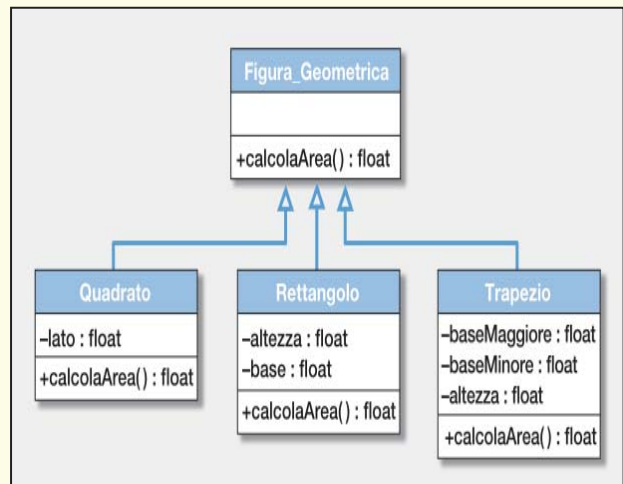 Figura_Geometrica
+calcolaArea() : float
Quadrato
–lato : float
+calcolaArea() : float
Rettangolo
–altezza : float
–base : float
+calcolaArea() : float
Trapezio
–baseMaggiore : float
–baseMinore : float
–altezza : float
+calcolaArea() : float